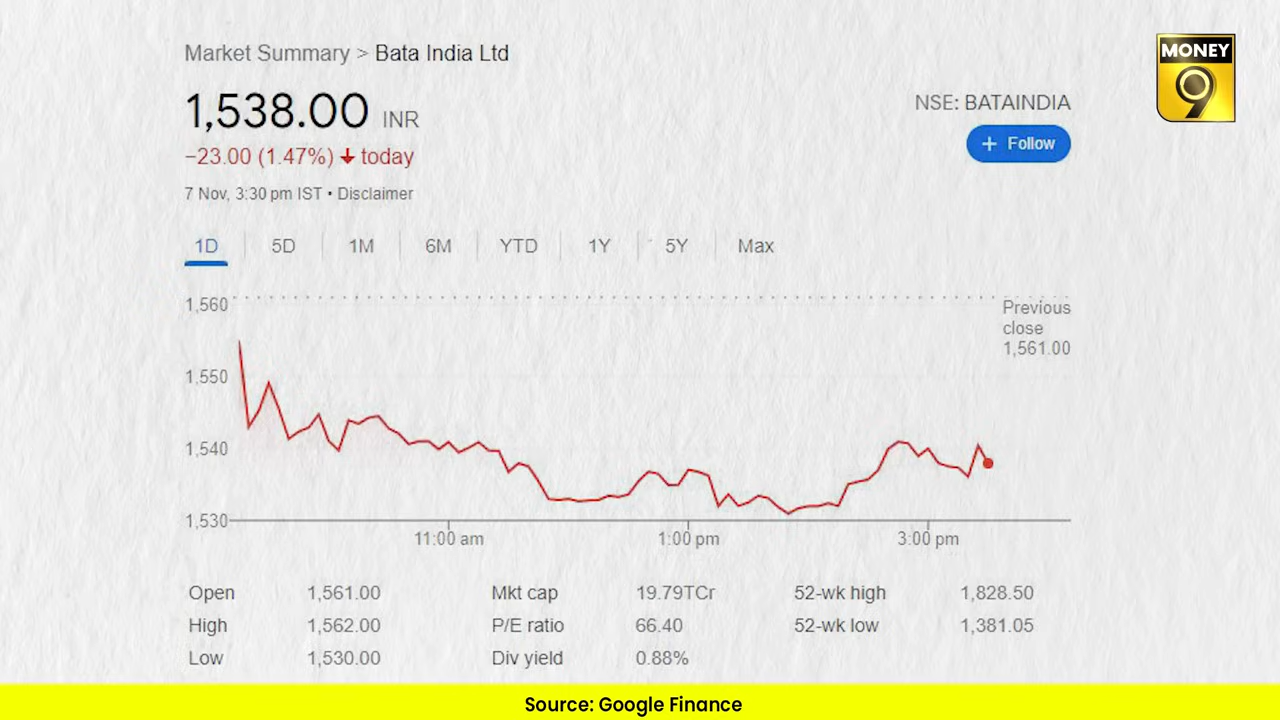 Market Summary > Bata India Ltd
MONEY
9
1,538.00 INR
NSE: BATAINDIA
+ Follow
−23.00 (1.47%) ↓ today
7 Nov, 3:30 pm IST • Disclaimer
1D 5D 1M 6M YTD 1Y 5Y Max
1,560
Previous
close
1,561.00
1,550
1,540
1,530
11:00 am 1:00 pm 3:00 pm
Open 1,561.00 Mkt cap 19.79TCr 52-wk high 1,828.50
High 1,562.00 P/E ratio 66.40 52-wk low 1,381.05
Low 1,530.00 Div yield 0.88%
Source: Google Finance